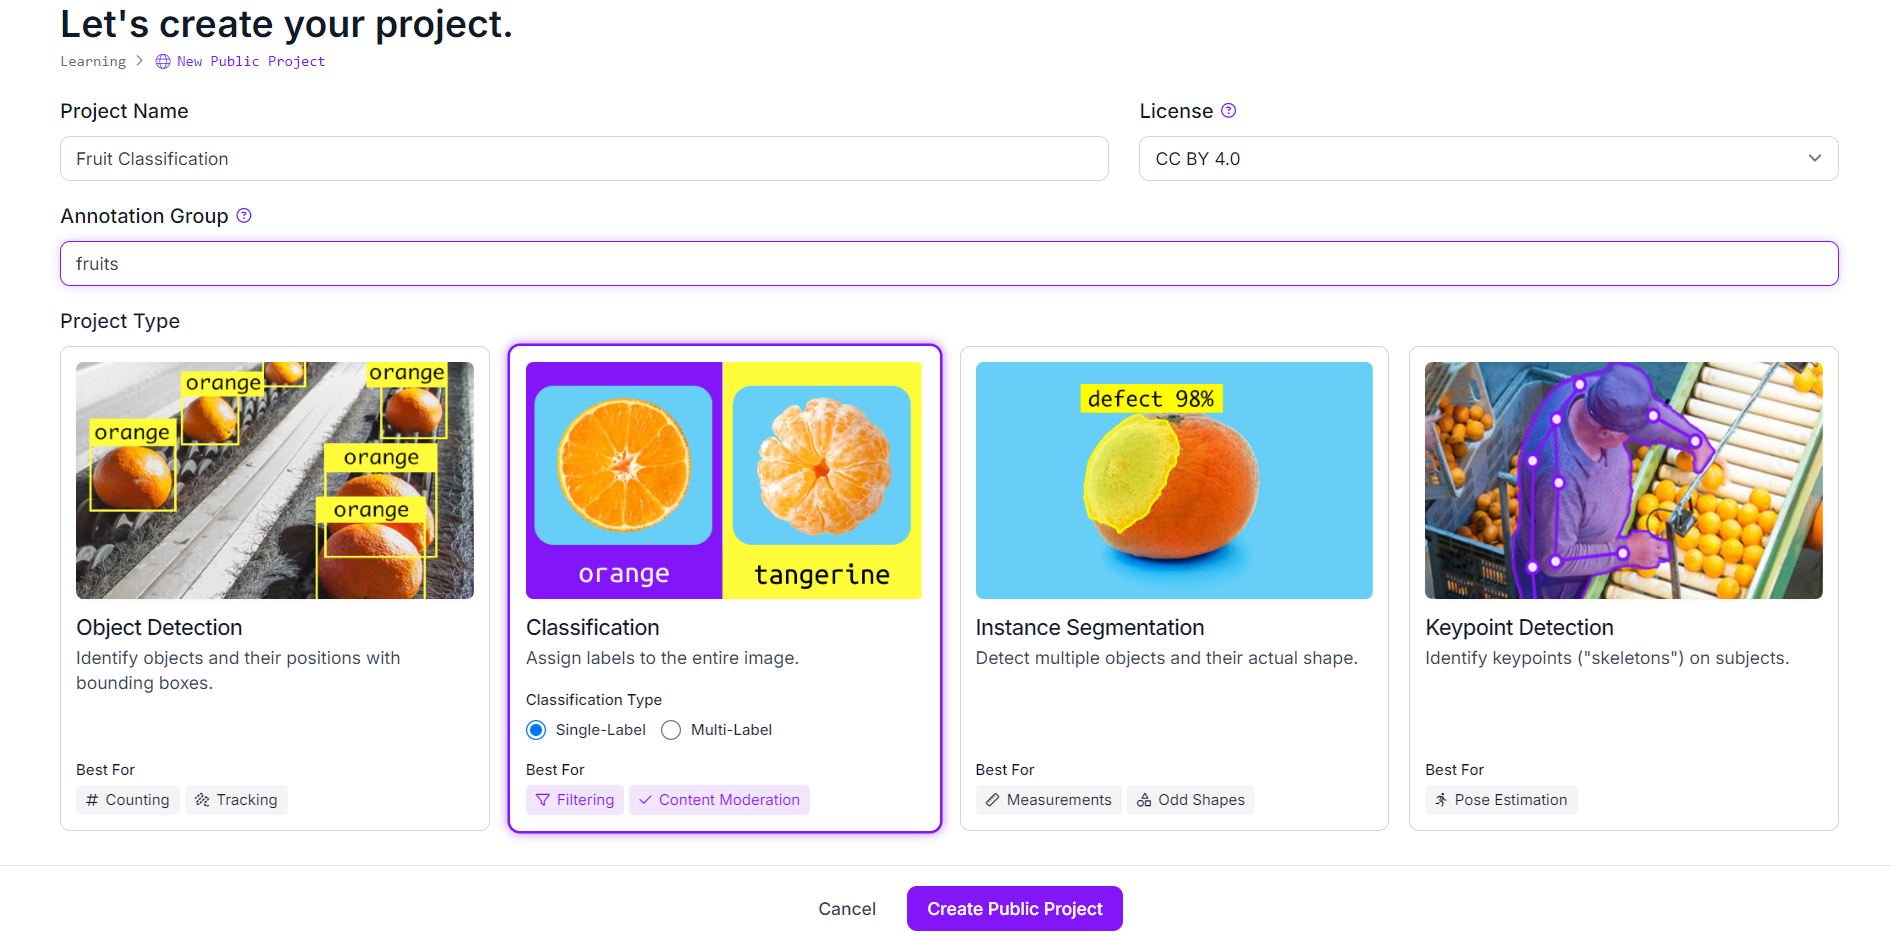 Let's create your project.
Learning > New Public Project
Project Name
License
Fruit Classification
CC BY 4.0
Annotation Group
fruits
Project Type
orange
orange
orange
orange
orange
Object Detection
Identify objects and their positions with
bounding boxes.
Best For
Counting
Tracking
orange
tangerine
Classification
Assign labels to the entire image.
Classification Type
Single-Label
Multi-Label
Best For
Filtering
Content Moderation
defect 98%
Instance Segmentation
Detect multiple objects and their actual shape.
Best For
Measurements
Odd Shapes
Keypoint Detection
Identify keypoints ("skeletons") on subjects.
Best For
Pose Estimation
Cancel
Create Public Project